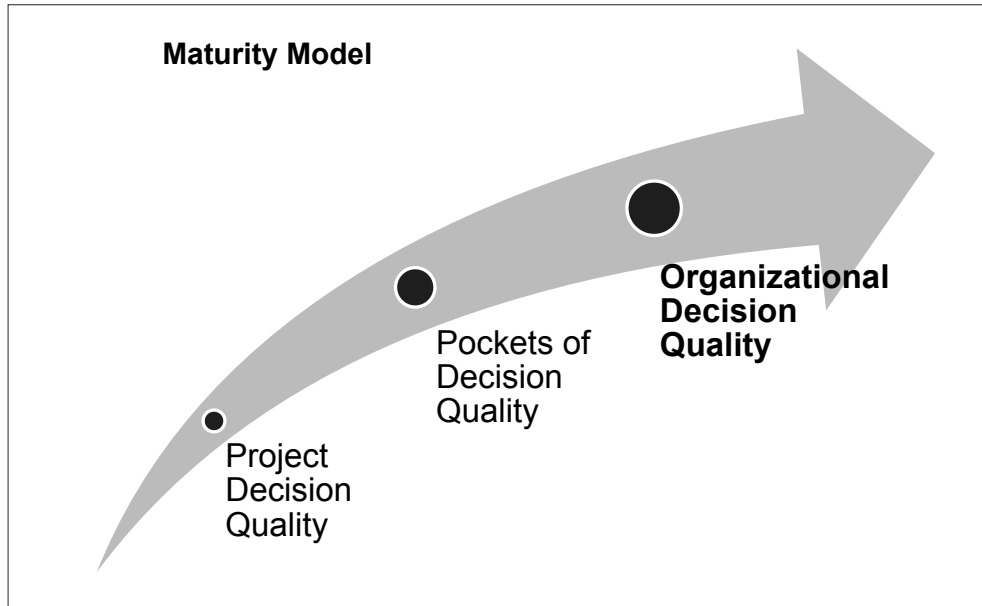 Maturity Model
Organizational
Decision
Quality
Pockets of
Decision
Quality
Project
Decision
Quality